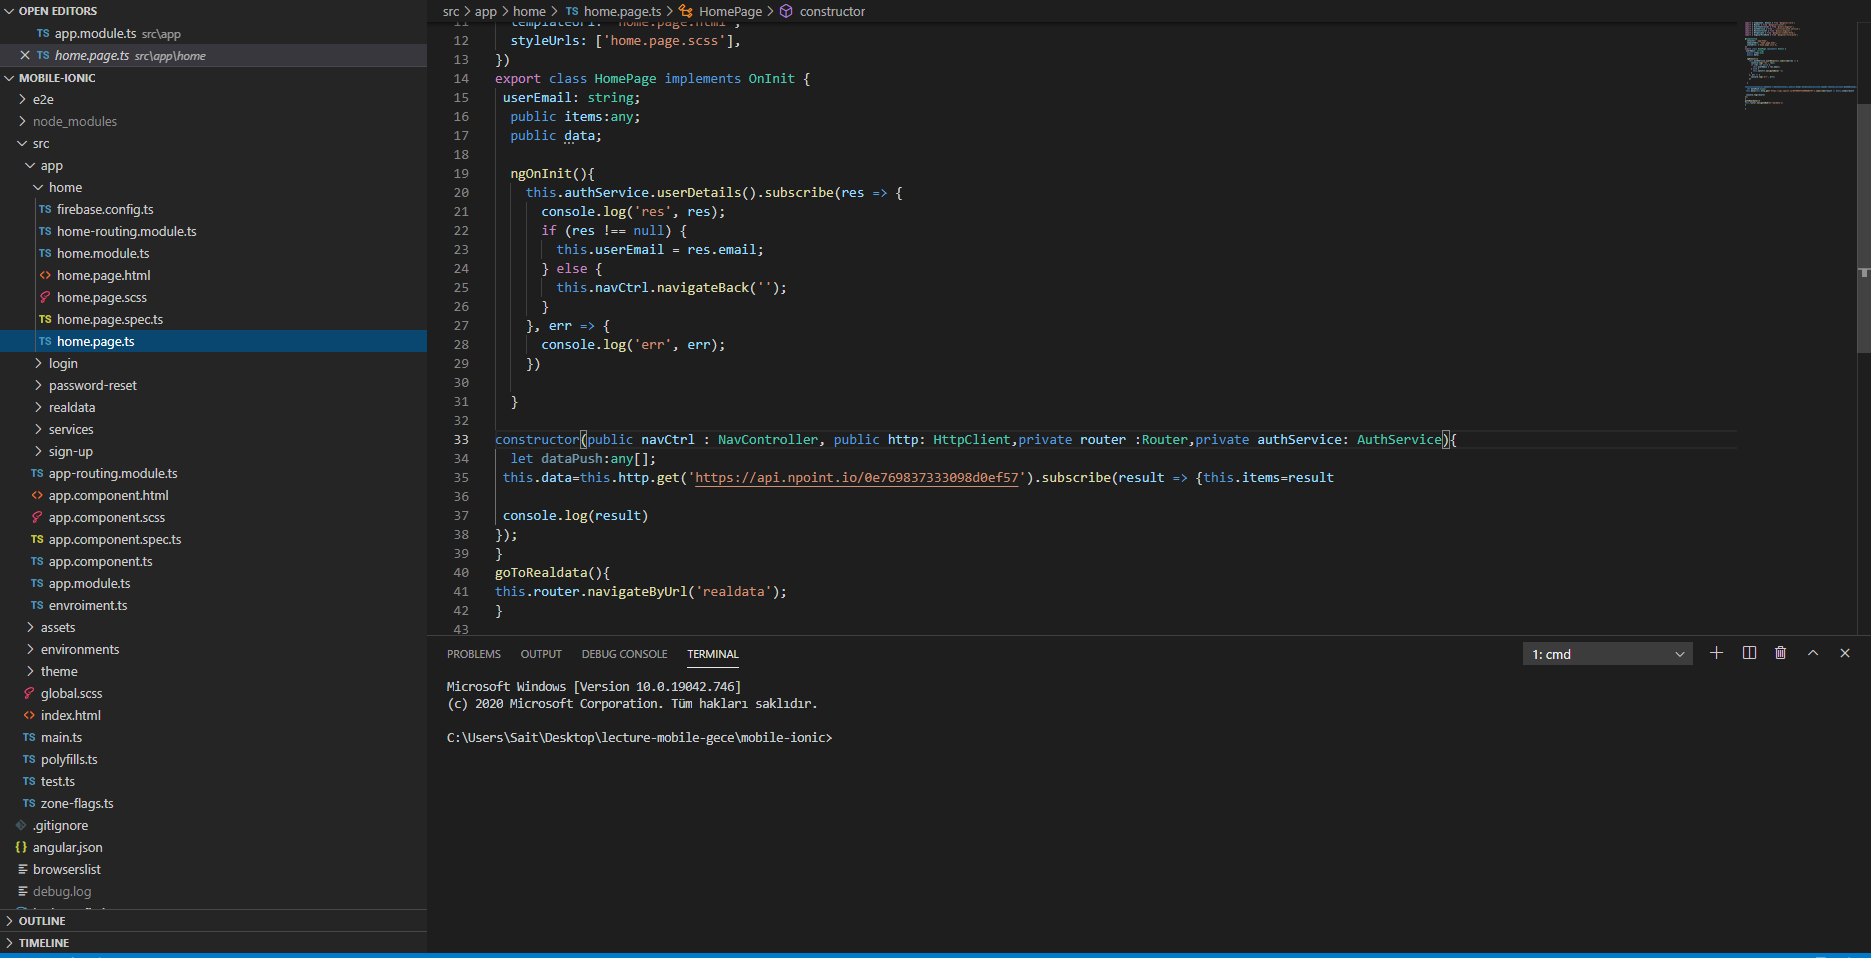 OPEN EDITORS
TS app.module.ts src\app
TS home.page.ts src\app\home
MOBILE-IONIC
e2e
node_modules
src
app
home
TS firebase.config.ts
TS home-routing.module.ts
TS home.module.ts
<> home.page.html
home.page.scss
TS home.page.spec.ts
TS home.page.ts
login
password-reset
realdata
services
sign-up
TS app-routing.module.ts
<> app.component.html
app.component.scss
TS app.component.spec.ts
TS app.component.ts
TS app.module.ts
TS envroiment.ts
assets
environments
theme
global.scss
<> index.html
TS main.ts
TS polyfills.ts
TS test.ts
TS zone-flags.ts
.gitignore
{} angular.json
browserslist
debug.log
OUTLINE
TIMELINE
src > app > home > TS home.page.ts > HomePage > constructor
11 templateUrl: 'home.page.html',
12 styleUrls: ['home.page.scss'],
13 })
14 export class HomePage implements OnInit {
15 userEmail: string;
16 public items:any;
17 public data;
18
19 ngOnInit(){
20 this.authService.userDetails().subscribe(res => {
21 console.log('res', res);
22 if (res !== null) {
23 this.userEmail = res.email;
24 } else {
25 this.navCtrl.navigateBack('');
26 }
27 }, err => {
28 console.log('err', err);
29 })
30
31 }
32
33 constructor(public navCtrl : NavController, public http: HttpClient,private router :Router,private authService: AuthService){
34 let dataPush:any[];
35 this.data=this.http.get('https://api.npoint.io/0e769837333098d0ef57').subscribe(result => {this.items=result
36
37 console.log(result)
38 });
39 }
40 goToRealdata(){
41 this.router.navigateByUrl('realdata');
42 }
43
PROBLEMS OUTPUT DEBUG CONSOLE TERMINAL 1: cmd
Microsoft Windows [Version 10.0.19042.746]
(c) 2020 Microsoft Corporation. Tüm hakları saklıdır.
C:\Users\Sait\Desktop\lecture-mobile-gece\mobile-ionic>